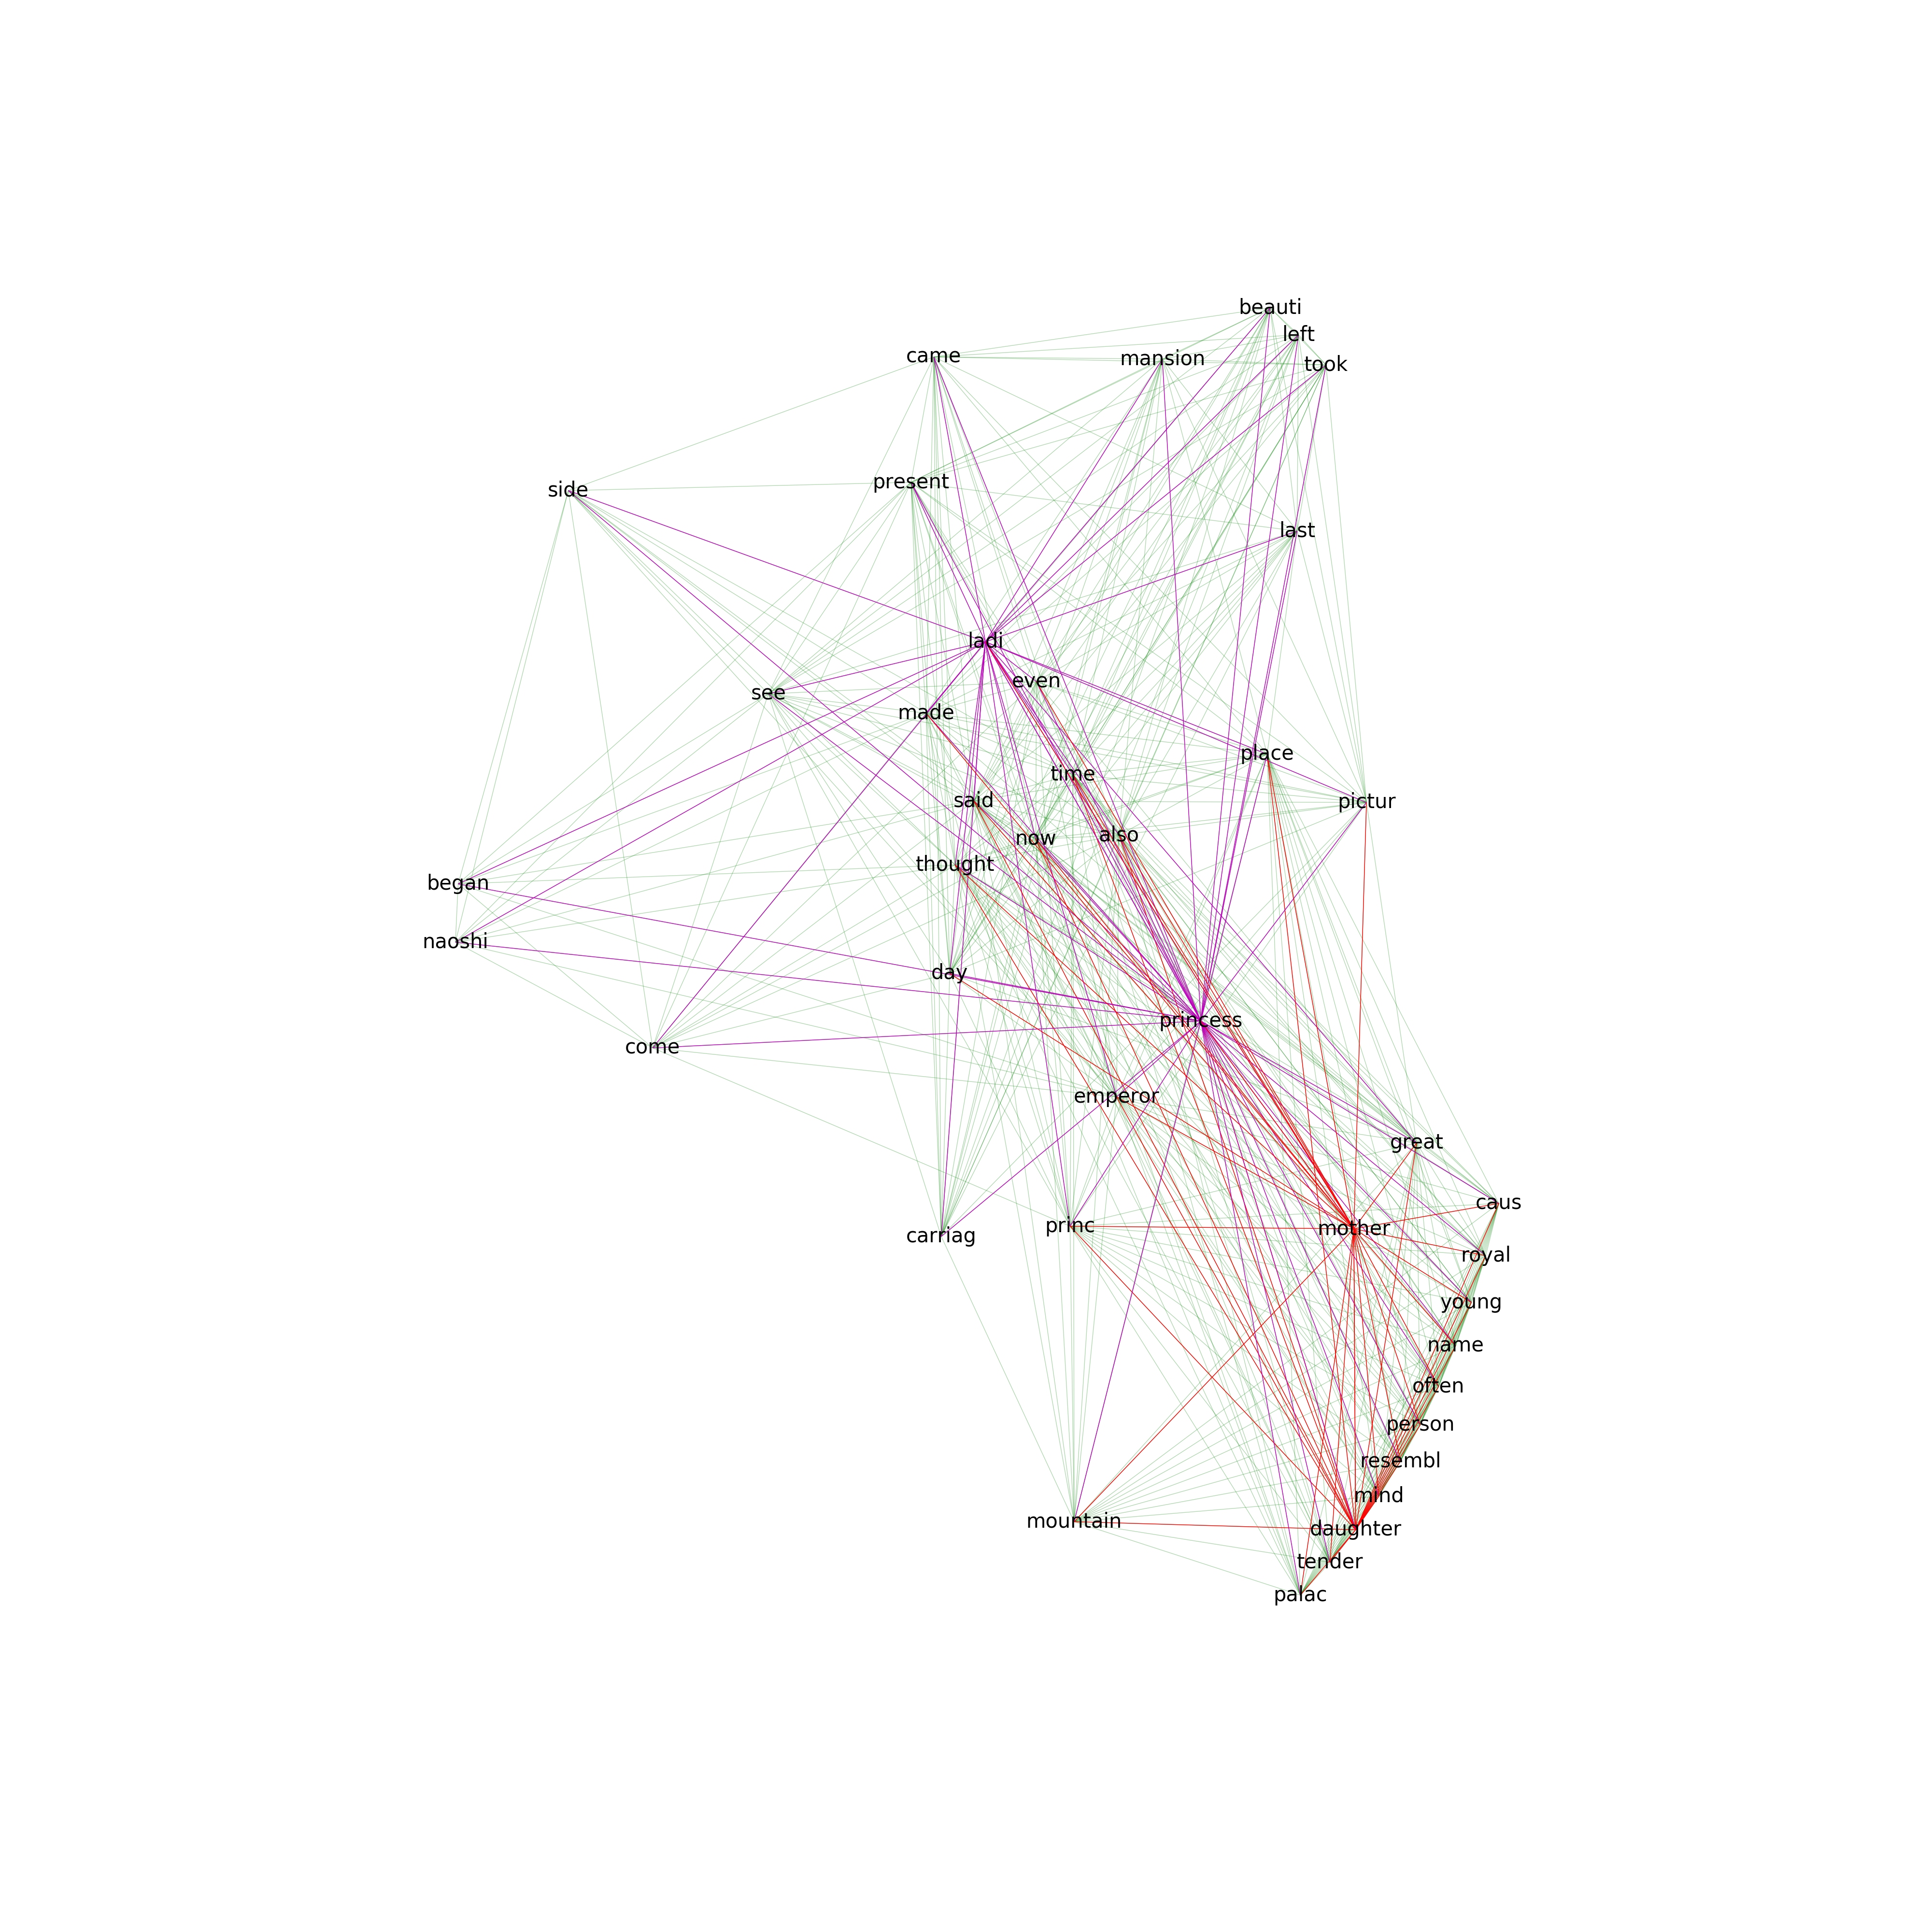 beauti
left
came
mansion
took
present
side
last
ladi
even
see
made
place
time
said
pictur
now
also
thought
began
naoshi
day
princess
come
emperor
great
caus
princ
mother
carriag
royal
young
name
often
person
resembl
mind
mountain
daughter
tender
palac